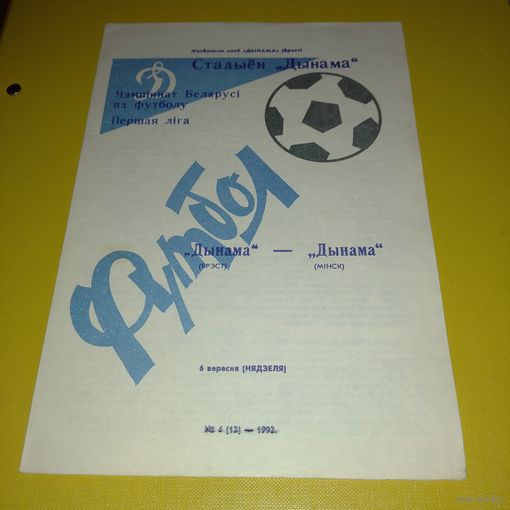 Футбольны клуб «ДЫНАМА» (Брэст)
Стадыён „Дынама"
Чэмпіянат Беларусі
па футболу
Першая ліга
Футбол
„Дынама" — „Дынама"
(БРЭСТ) (МІНСК)
6 верасня (НЯДЗЕЛЯ)
№ 6 [13] — 1992.